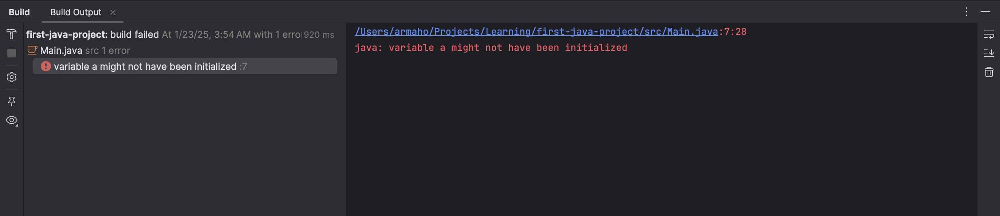 Build Build Output
first-java-project: build failed At 1/23/25, 3:54 AM with 1 erro 920 ms
Main.java src 1 error
variable a might not have been initialized :7
/Users/armaho/Projects/Learning/first-java-project/src/Main.java:7:28
java: variable a might not have been initialized